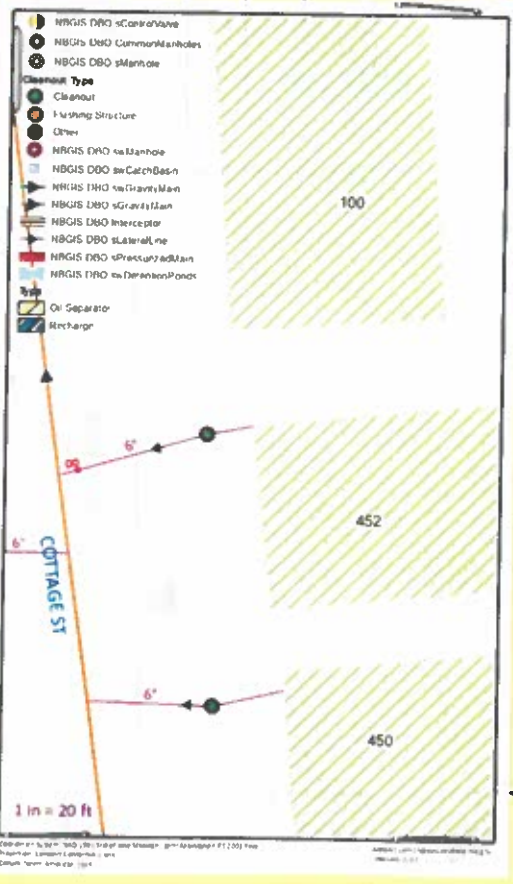 NBGIS DBO sControlValve
NBGIS DBO CommonManholes
NBGIS DBO sManhole
Cleanout Type
Cleanout
Flushing Structure
Other
NBGIS DBO swManhole
NBGIS DBO swCatchBasin
NBGIS DBO swGravityMain
NBGIS DBO sGravityMain
NBGIS DBO Interceptor
NBGIS DBO sLateralLine
NBGIS DBO sPressurizedMain
NBGIS DBO swDetentionPonds
Type
Oil Separator
Recharge
100
6"
8
452
6"
COTTAGE ST
6"
450
1 in = 20 ft